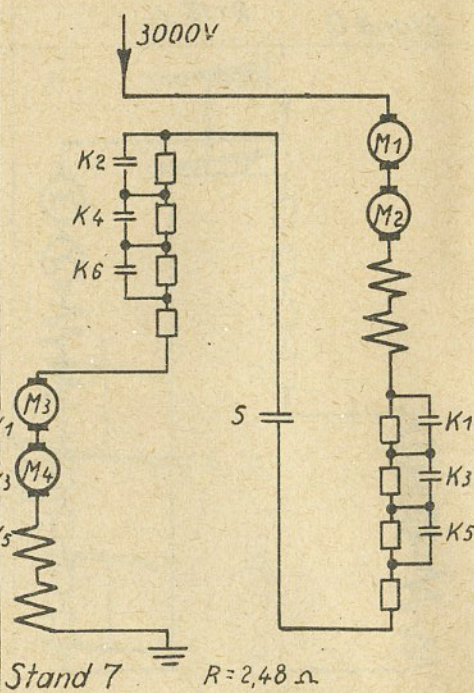 3000V
M1
K2
K4
M2
K6
M3
S
K1
M4
K3
K5
Stand 7
R=2,48 Ω